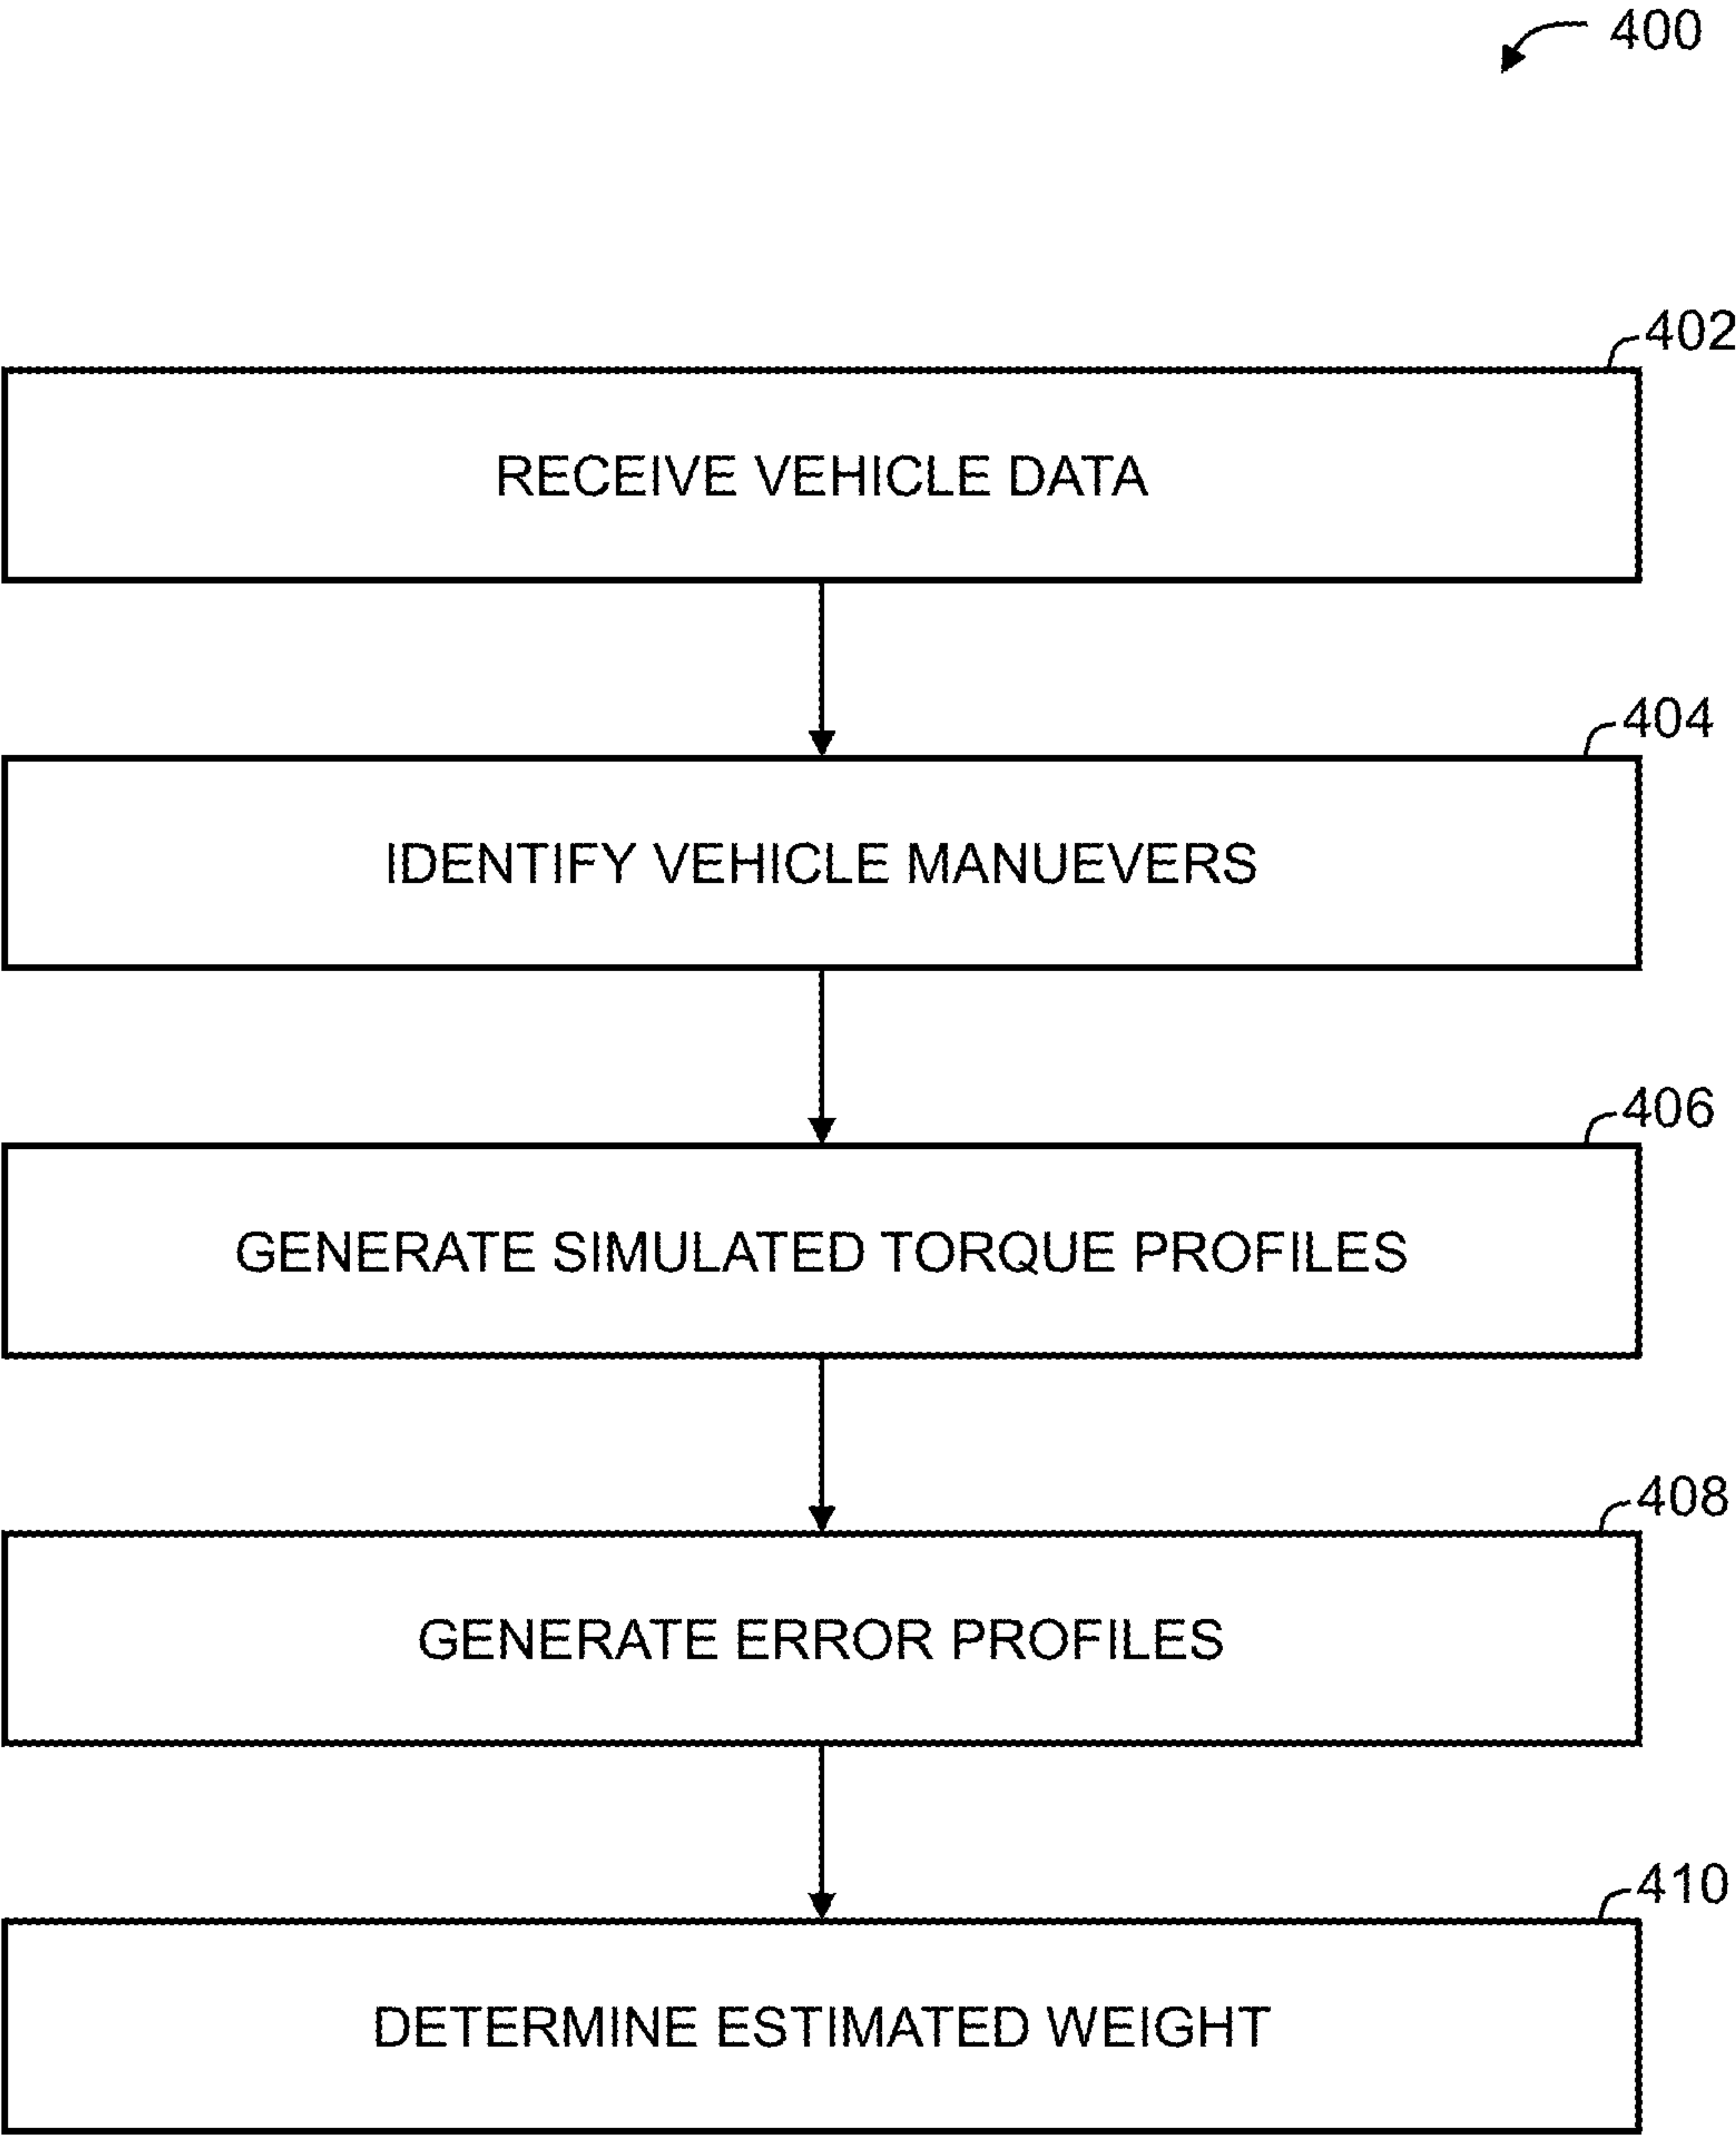 400
402
RECEIVE VEHICLE DATA
404
IDENTIFY VEHICLE MANUEVERS
406
GENERATE SIMULATED TORQUE PROFILES
408
GENERATE ERROR PROFILES
410
DETERMINE ESTIMATED WEIGHT